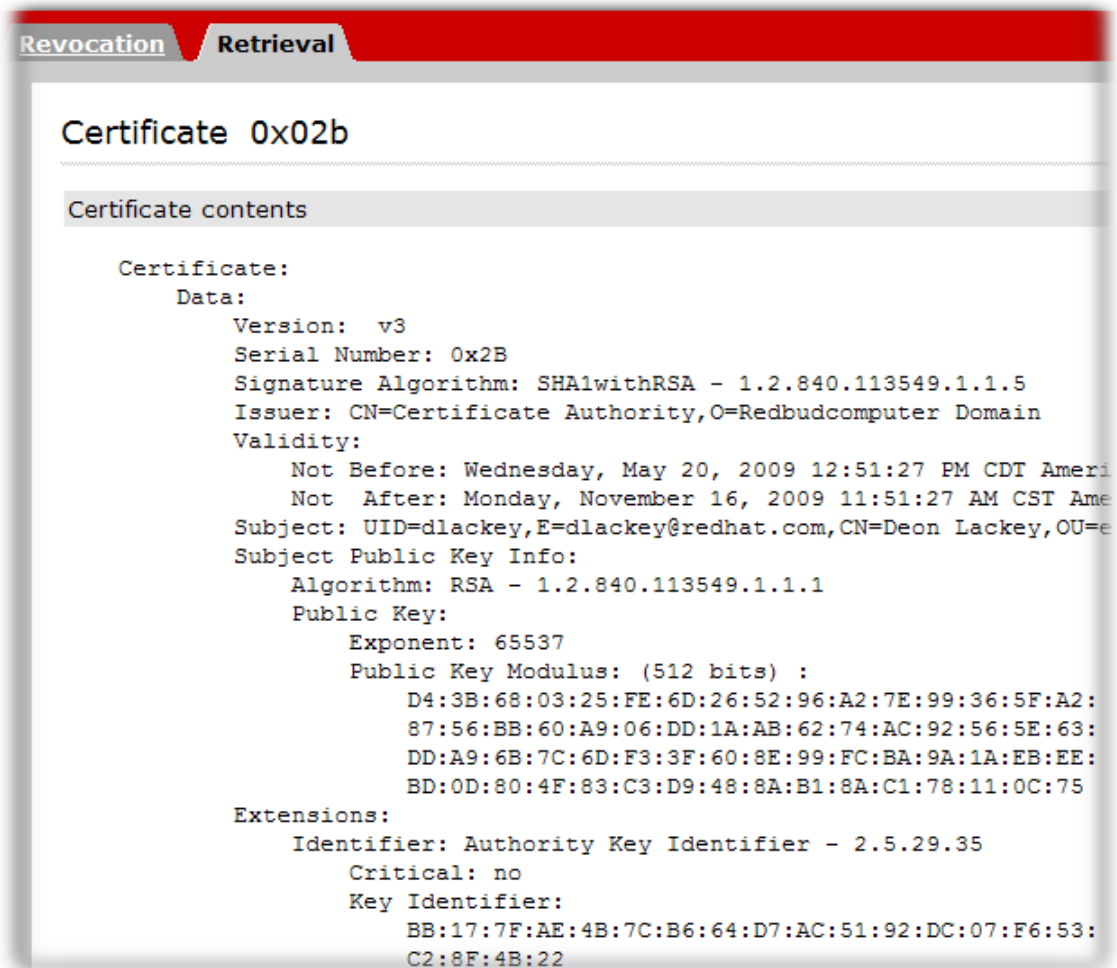 Revocation Retrieval
Certificate 0x02b
Certificate contents
Certificate:
Data:
Version: v3
Serial Number: 0x2B
Signature Algorithm: SHA1withRSA - 1.2.840.113549.1.1.5
Issuer: CN=Certificate Authority,O=Redbudcomputer Domain
Validity:
Not Before: Wednesday, May 20, 2009 12:51:27 PM CDT Ameri
Not After: Monday, November 16, 2009 11:51:27 AM CST Ame
Subject: UID=dlackey,E=dlackey@redhat.com,CN=Deon Lackey,OU=e
Subject Public Key Info:
Algorithm: RSA - 1.2.840.113549.1.1.1
Public Key:
Exponent: 65537
Public Key Modulus: (512 bits) :
D4:3B:68:03:25:FE:6D:26:52:96:A2:7E:99:36:5F:A2:
87:56:BB:60:A9:06:DD:1A:AB:62:74:AC:92:56:5E:63:
DD:A9:6B:7C:6D:F3:3F:60:8E:99:FC:BA:9A:1A:EB:EE:
BD:0D:80:4F:83:C3:D9:48:8A:B1:8A:C1:78:11:0C:75
Extensions:
Identifier: Authority Key Identifier - 2.5.29.35
Critical: no
Key Identifier:
BB:17:7F:AE:4B:7C:B6:64:D7:AC:51:92:DC:07:F6:53:
C2:8F:4B:22